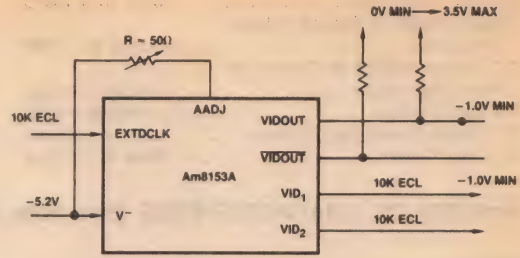 0V MIN → 3.5V MAX
R = 50Ω
AADJ
10K ECL
EXTDCLK
VIDOUT
−1.0V MIN
VIDOUT
Am8153A
VID1
10K ECL
−1.0V MIN
−5.2V
V−
VID2
10K ECL